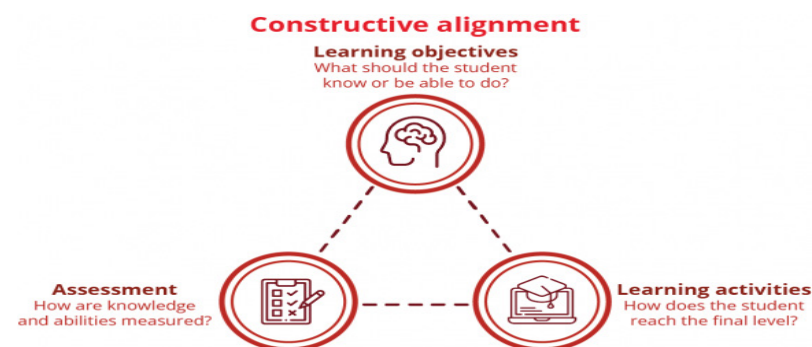 Constructive alignment
Learning objectives
What should the student
know or be able to do?
Assessment
How are knowledge
and abilities measured?
Learning activities
How does the student
reach the final level?